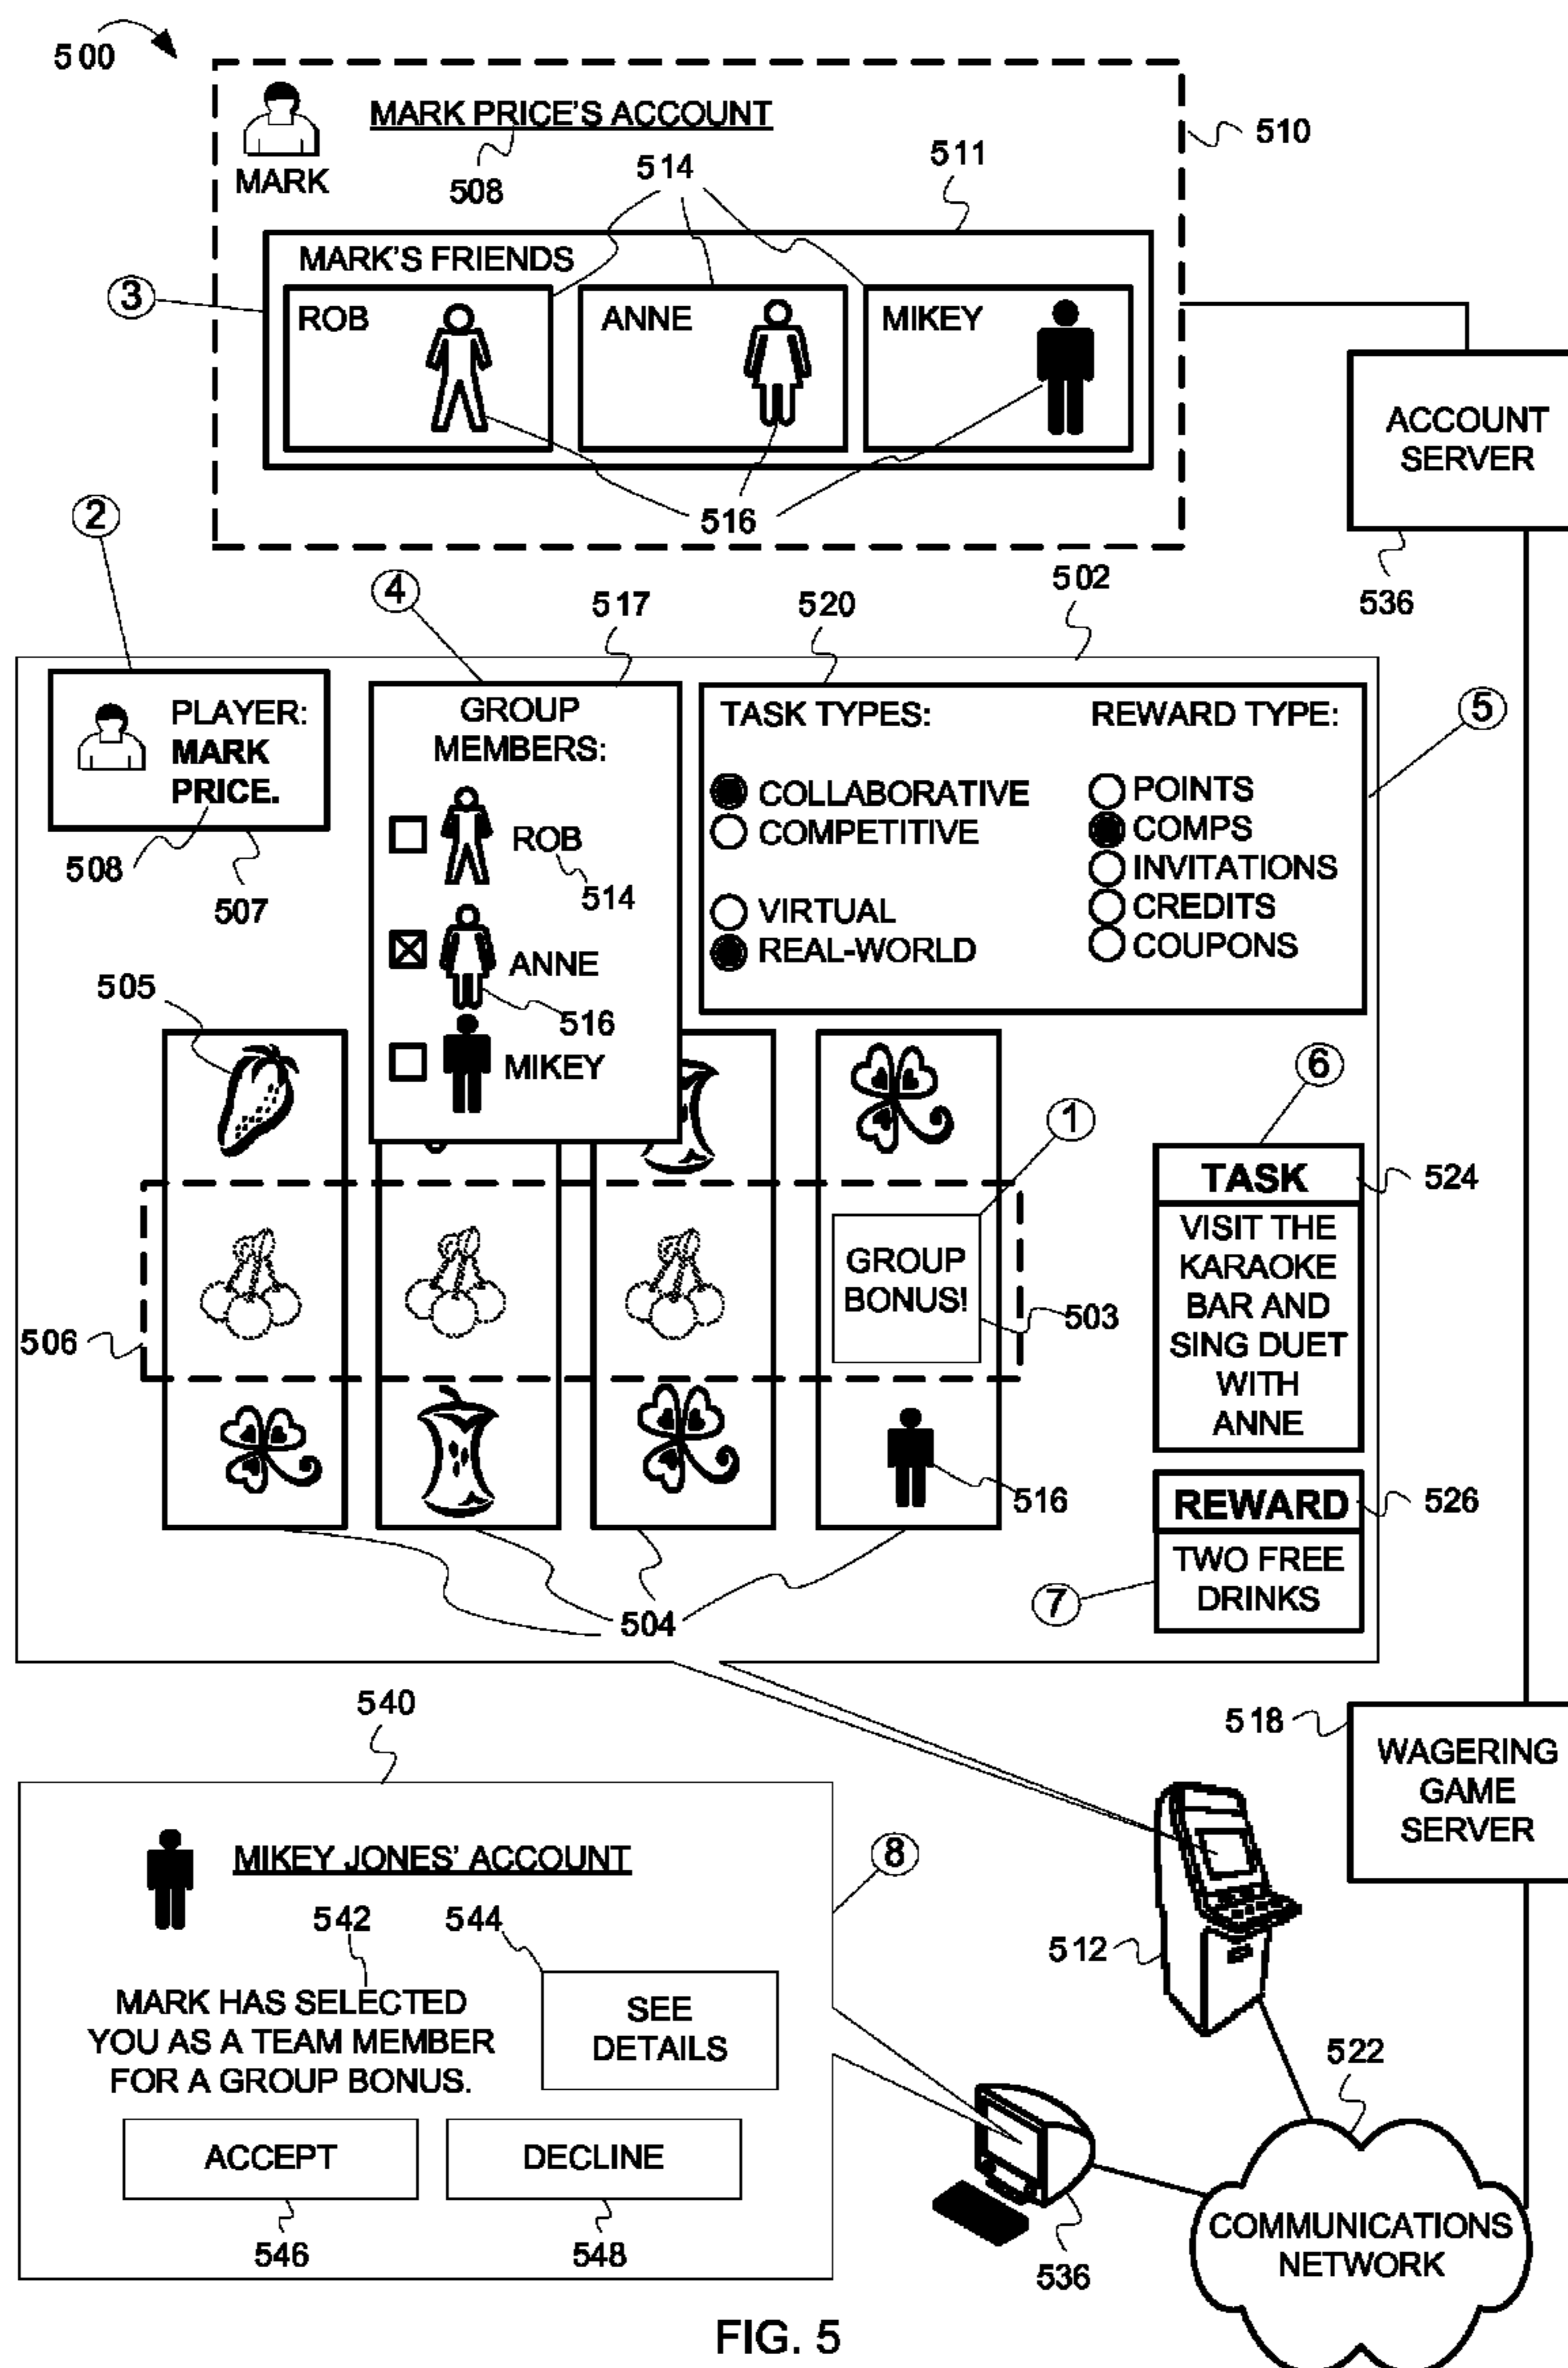 500
MARK PRICE'S ACCOUNT
MARK
508
514
511
510
MARK'S FRIENDS
3
ROB
ANNE
MIKEY
516
ACCOUNT
SERVER
536
2
4
517
520
502
PLAYER:
MARK
PRICE.
508
507
GROUP
MEMBERS:
ROB
514
ANNE
516
MIKEY
TASK TYPES:
COLLABORATIVE
COMPETITIVE
VIRTUAL
REAL-WORLD
REWARD TYPE:
POINTS
COMPS
INVITATIONS
CREDITS
COUPONS
5
505
6
1
TASK
524
VISIT THE
KARAOKE
BAR AND
SING DUET
WITH
ANNE
GROUP
BONUS!
503
506
516
REWARD
526
TWO FREE
DRINKS
7
504
540
518
WAGERING
GAME
SERVER
MIKEY JONES' ACCOUNT
8
542
544
512
MARK HAS SELECTED
YOU AS A TEAM MEMBER
FOR A GROUP BONUS.
SEE
DETAILS
522
ACCEPT
DECLINE
546
548
536
COMMUNICATIONS
NETWORK
FIG. 5